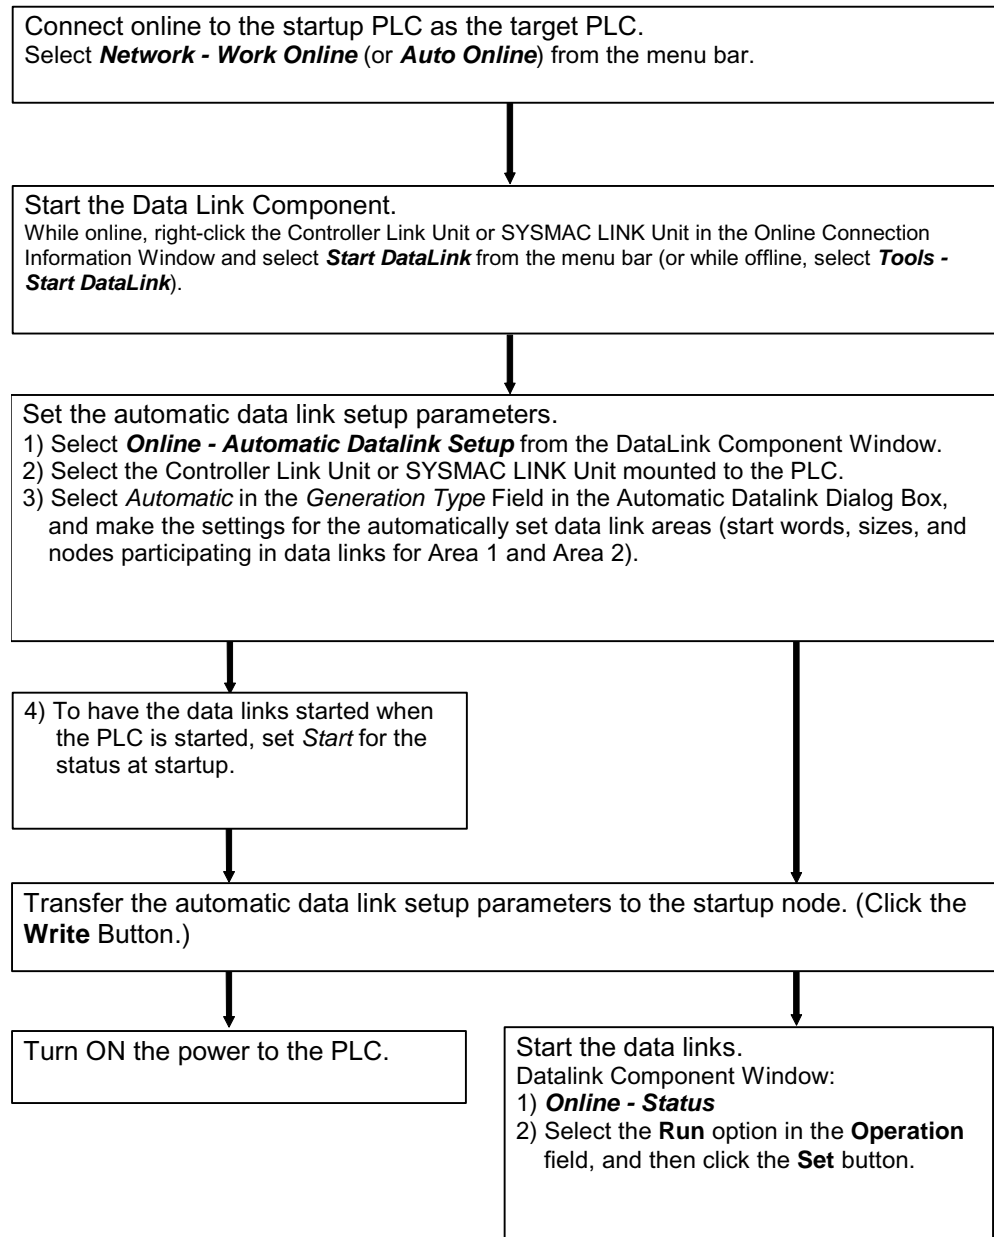 Connect online to the startup PLC as the target PLC.
Select Network - Work Online (or Auto Online) from the menu bar.
Start the Data Link Component.
While online, right-click the Controller Link Unit or SYSMAC LINK Unit in the Online Connection
Information Window and select Start DataLink from the menu bar (or while offline, select Tools -
Start DataLink).
Set the automatic data link setup parameters.
1) Select Online - Automatic Datalink Setup from the DataLink Component Window.
2) Select the Controller Link Unit or SYSMAC LINK Unit mounted to the PLC.
3) Select Automatic in the Generation Type Field in the Automatic Datalink Dialog Box,
and make the settings for the automatically set data link areas (start words, sizes, and
nodes participating in data links for Area 1 and Area 2).
4) To have the data links started when
the PLC is started, set Start for the
status at startup.
Transfer the automatic data link setup parameters to the startup node. (Click the
Write Button.)
Turn ON the power to the PLC.
Start the data links.
Datalink Component Window:
1) Online - Status
2) Select the Run option in the Operation
field, and then click the Set button.